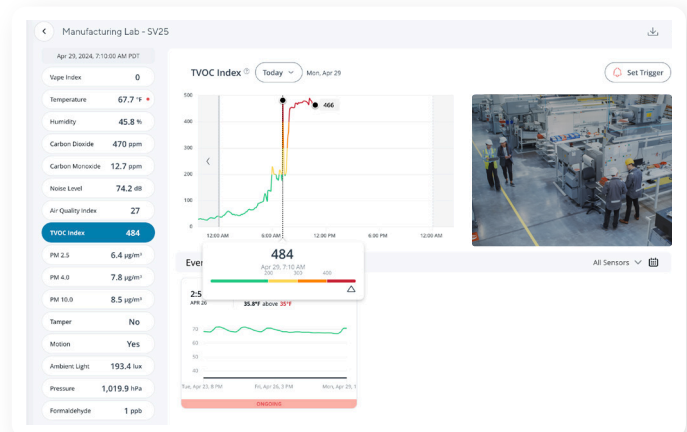 Manufacturing Lab - SV25
Apr 29, 2024, 7:10:00 AM PDT
Vape Index 0
Temperature 67.7 °F
Humidity 45.8 %
Carbon Dioxide 470 ppm
Carbon Monoxide 12.7 ppm
Noise Level 74.2 dB
Air Quality Index 27
TVOC Index 484
PM 2.5 6.4 µg/m³
PM 4.0 7.8 µg/m³
PM 10.0 8.5 µg/m³
Tamper No
Motion Yes
Ambient Light 193.4 lux
Pressure 1,019.9 hPa
Formaldehyde 1 ppb
TVOC Index Today Mon, Apr 29
Set Trigger
500
400
300
200
100
0
466
12:00 AM 6:00 AM 12:00 PM 6:00 PM 12:00 AM
484
Apr 29, 7:10 AM
200 300 400
Eve
All Sensors
2:5
APR 26
35.8°F above 35°F
70
60
50
40
Tue, Apr 23, 8 PM Fri, Apr 26, 3 PM Mon, Apr 29, 1
ONGOING